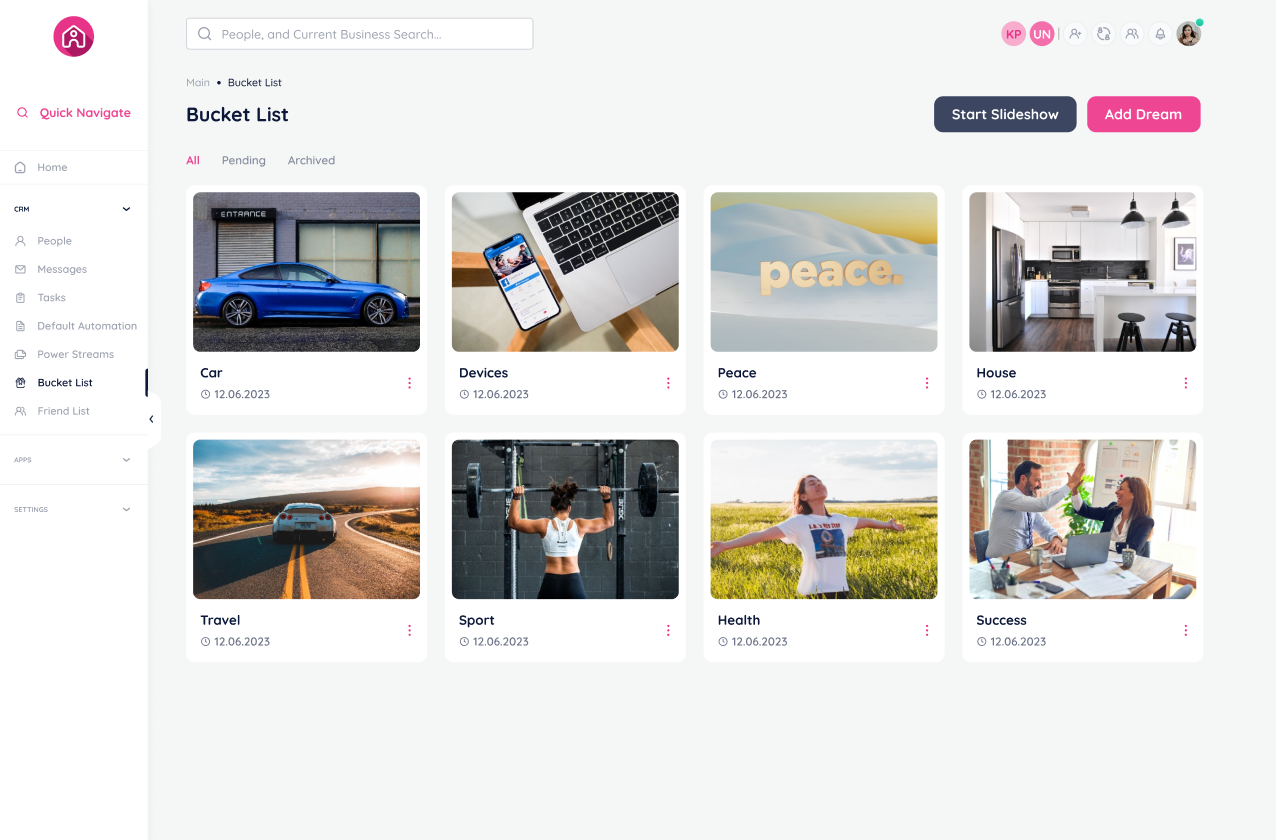 People, and Current Business Search...
KP
UN
Quick Navigate
Home
CRM
People
Messages
Tasks
Default Automation
Power Streams
Bucket List
Friend List
APPS
SETTINGS
Main • Bucket List
Bucket List
Start Slideshow
Add Dream
All
Pending
Archived
ENTRANCE
peace.
Car
12.06.2023
Devices
12.06.2023
Peace
12.06.2023
House
12.06.2023
Travel
12.06.2023
Sport
12.06.2023
Health
12.06.2023
Success
12.06.2023